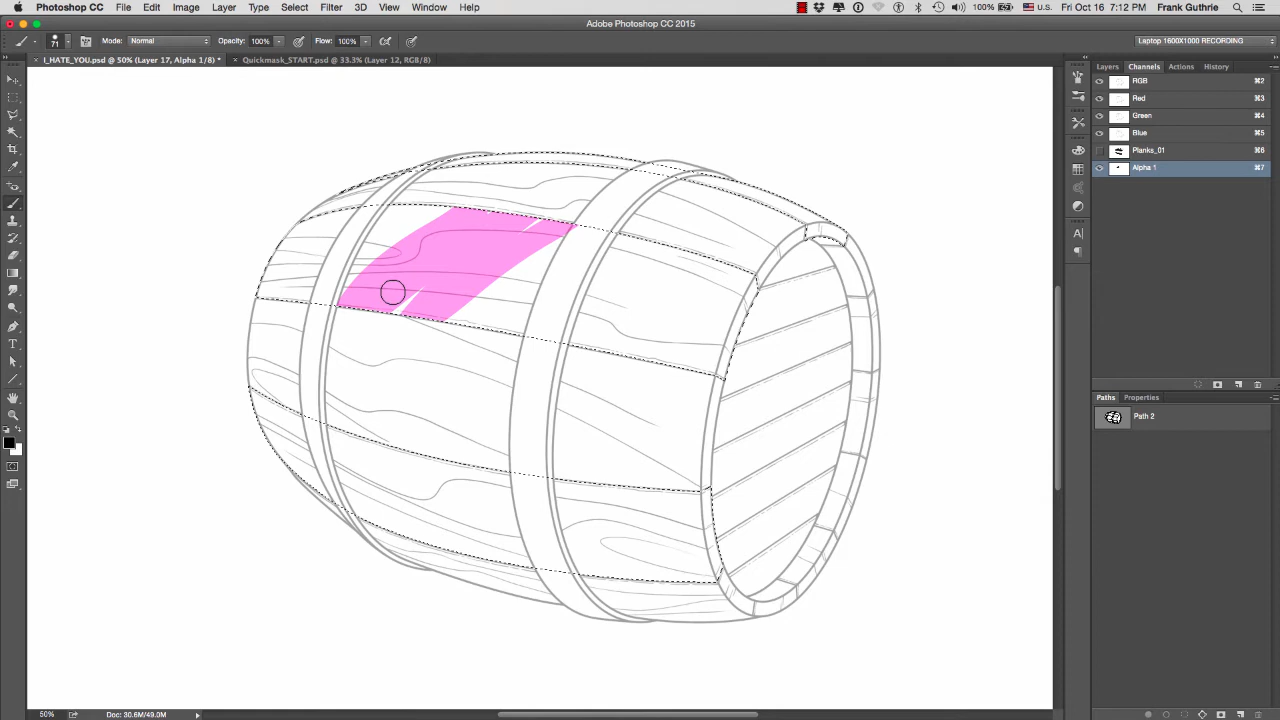 Photoshop CC File Edit Image Layer Type Select Filter 3D View Window Help 100% U.S. Fri Oct 16 7:12 PM Frank Guthrie
Adobe Photoshop CC 2015
71 Mode: Normal Opacity: 100% Flow: 100% Laptop 1600X1000 RECORDING
I_HATE_YOU.psd @ 50% (Layer 17, Alpha 1/8) * Quickmask_START.psd @ 33.3% (Layer 12, RGB/8)
Layers Channels Actions History
RGB ⌘2
Red ⌘3
Green ⌘4
Blue ⌘5
Planks_01 ⌘6
Alpha 1 ⌘7
Paths Properties
Path 2
50% Doc: 30.6M/49.0M